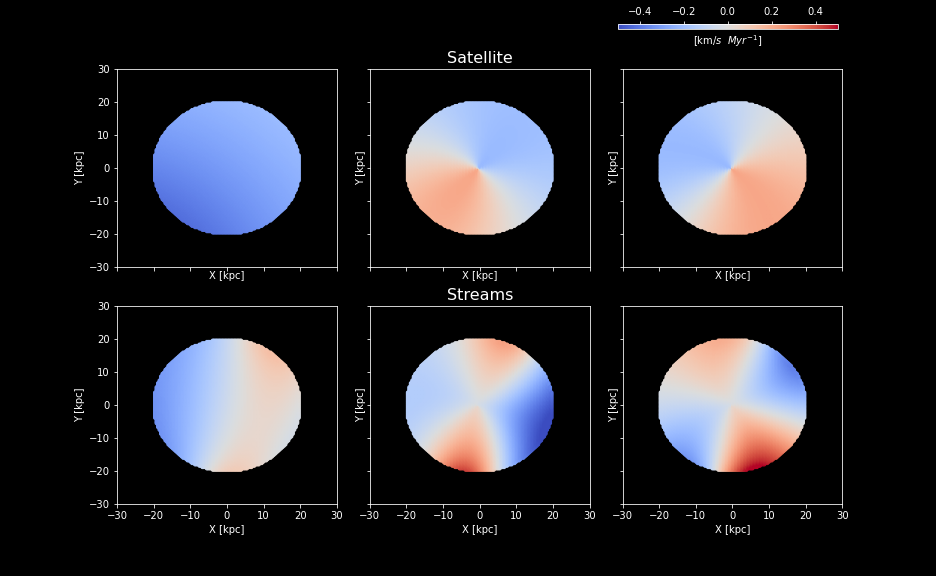 −0.4 −0.2 0.0 0.2 0.4
[km/s Myr⁻¹]
Satellite
30
20
10
0
−10
−20
−30
Y [kpc]
Y [kpc]
Y [kpc]
X [kpc]
X [kpc]
X [kpc]
Streams
30
20
10
0
−10
−20
−30
Y [kpc]
Y [kpc]
Y [kpc]
−30 −20 −10 0 10 20 30
−30 −20 −10 0 10 20 30
−30 −20 −10 0 10 20 30
X [kpc]
X [kpc]
X [kpc]